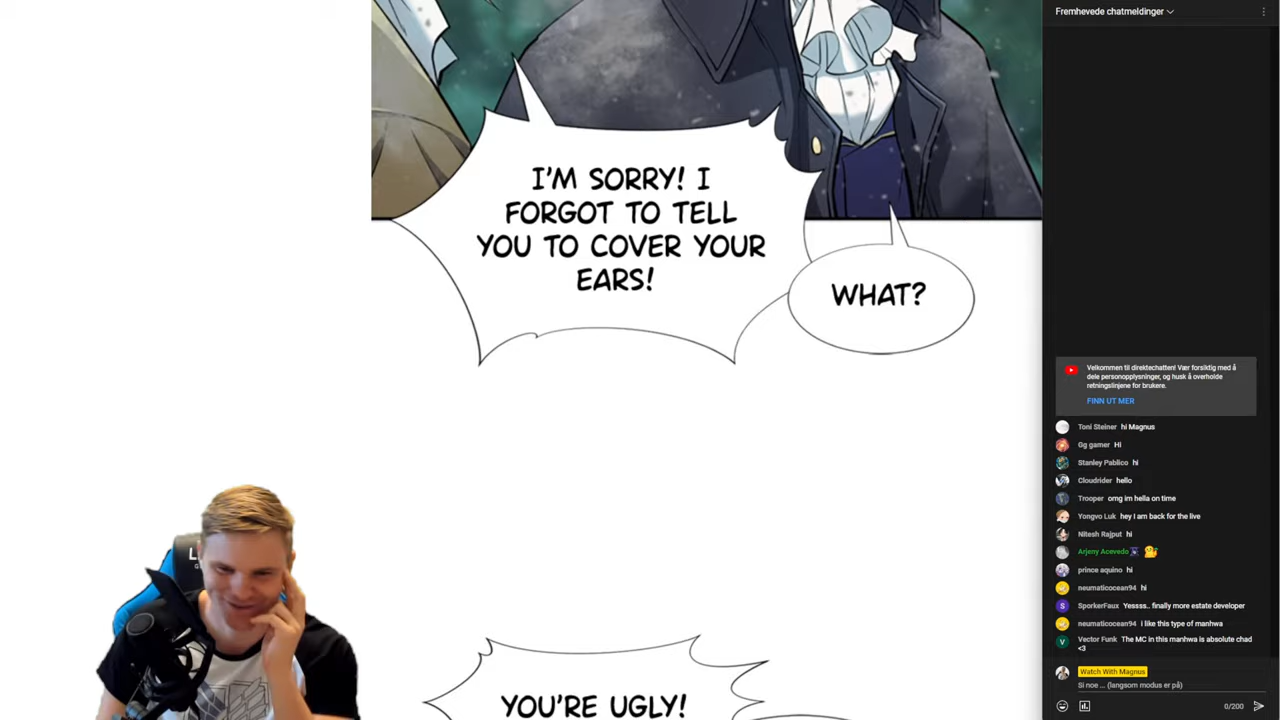 Fremhevede chatmeldinger
I'M SORRY! I
FORGOT TO TELL
YOU TO COVER YOUR
EARS!
WHAT?
YOU'RE UGLY!
Velkommen til direktechatten! Vær forsiktig med å
dele personopplysninger, og husk å overholde
retningslinjene for brukere.
FINN UT MER
Toni Steiner hi Magnus
Gg gamer Hi
Stanley Pablico hi
Cloudrider hello
Trooper omg im hella on time
Yongvo Luk hey I am back for the live
Nitesh Rajput hi
Arjeny Acevedo
prince aquino hi
neumaticocean94 hi
S SporkerFaux Yessss.. finally more estate developer
neumaticocean94 i like this type of manhwa
V Vector Funk The MC in this manhwa is absolute chad
<3
Watch With Magnus
Si noe ... (langsom modus er på)
0/200